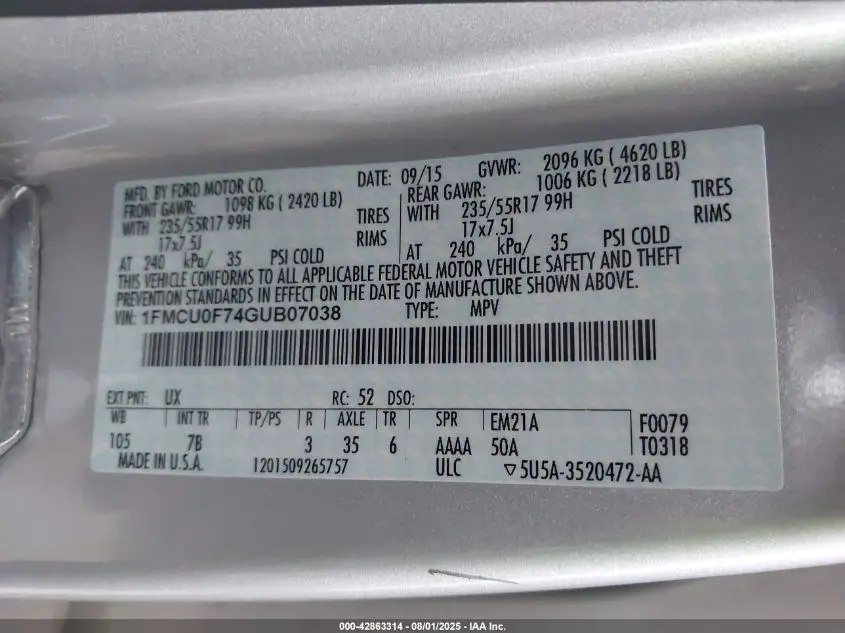 MFD. BY FORD MOTOR CO.
DATE: 09/15 GVWR: 2096 KG ( 4620 LB)
FRONT GAWR: 1098 KG ( 2420 LB)
REAR GAWR: 1006 KG ( 2218 LB)
WITH 235/55R17 99H TIRES
WITH 235/55R17 99H TIRES
17x7.5J RIMS
17x7.5J RIMS
AT 240 kPa/ 35 PSI COLD
AT 240 kPa/ 35 PSI COLD
THIS VEHICLE CONFORMS TO ALL APPLICABLE FEDERAL MOTOR VEHICLE SAFETY AND THEFT
PREVENTION STANDARDS IN EFFECT ON THE DATE OF MANUFACTURE SHOWN ABOVE.
VIN: 1FMCU0F74GUB07038 TYPE: MPV
EXT PNT: UX RC: 52 DSO:
WB INT TR TP/PS R AXLE TR SPR EM21A F0079
105 7B 3 35 6 AAAA 50A T0318
MADE IN U.S.A. 1201509265757 ULC ▽5U5A-3520472-AA
000-42863314 - 08/01/2025 - IAA Inc.